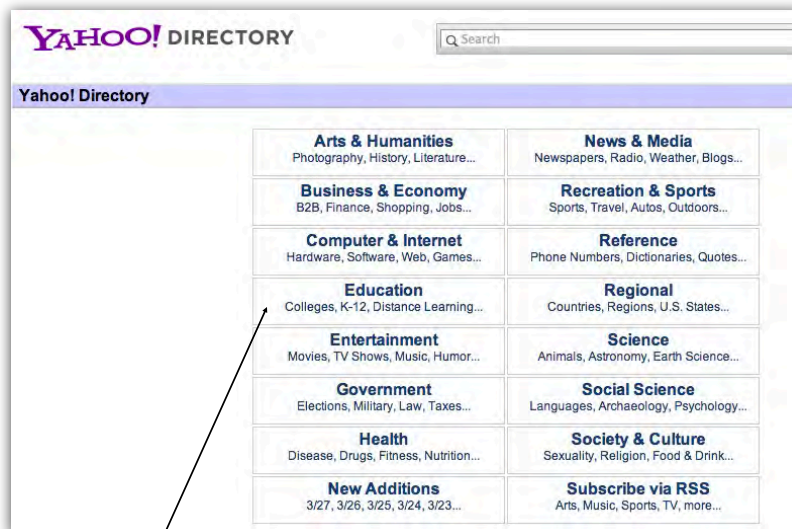 YAHOO! DIRECTORY
Search
Yahoo! Directory
Arts & Humanities
Photography, History, Literature...
News & Media
Newspapers, Radio, Weather, Blogs...
Business & Economy
B2B, Finance, Shopping, Jobs...
Recreation & Sports
Sports, Travel, Autos, Outdoors...
Computer & Internet
Hardware, Software, Web, Games...
Reference
Phone Numbers, Dictionaries, Quotes...
Education
Colleges, K-12, Distance Learning...
Regional
Countries, Regions, U.S. States...
Entertainment
Movies, TV Shows, Music, Humor...
Science
Animals, Astronomy, Earth Science...
Government
Elections, Military, Law, Taxes...
Social Science
Languages, Archaeology, Psychology...
Health
Disease, Drugs, Fitness, Nutrition...
Society & Culture
Sexuality, Religion, Food & Drink...
New Additions
3/27, 3/26, 3/25, 3/24, 3/23...
Subscribe via RSS
Arts, Music, Sports, TV, more...